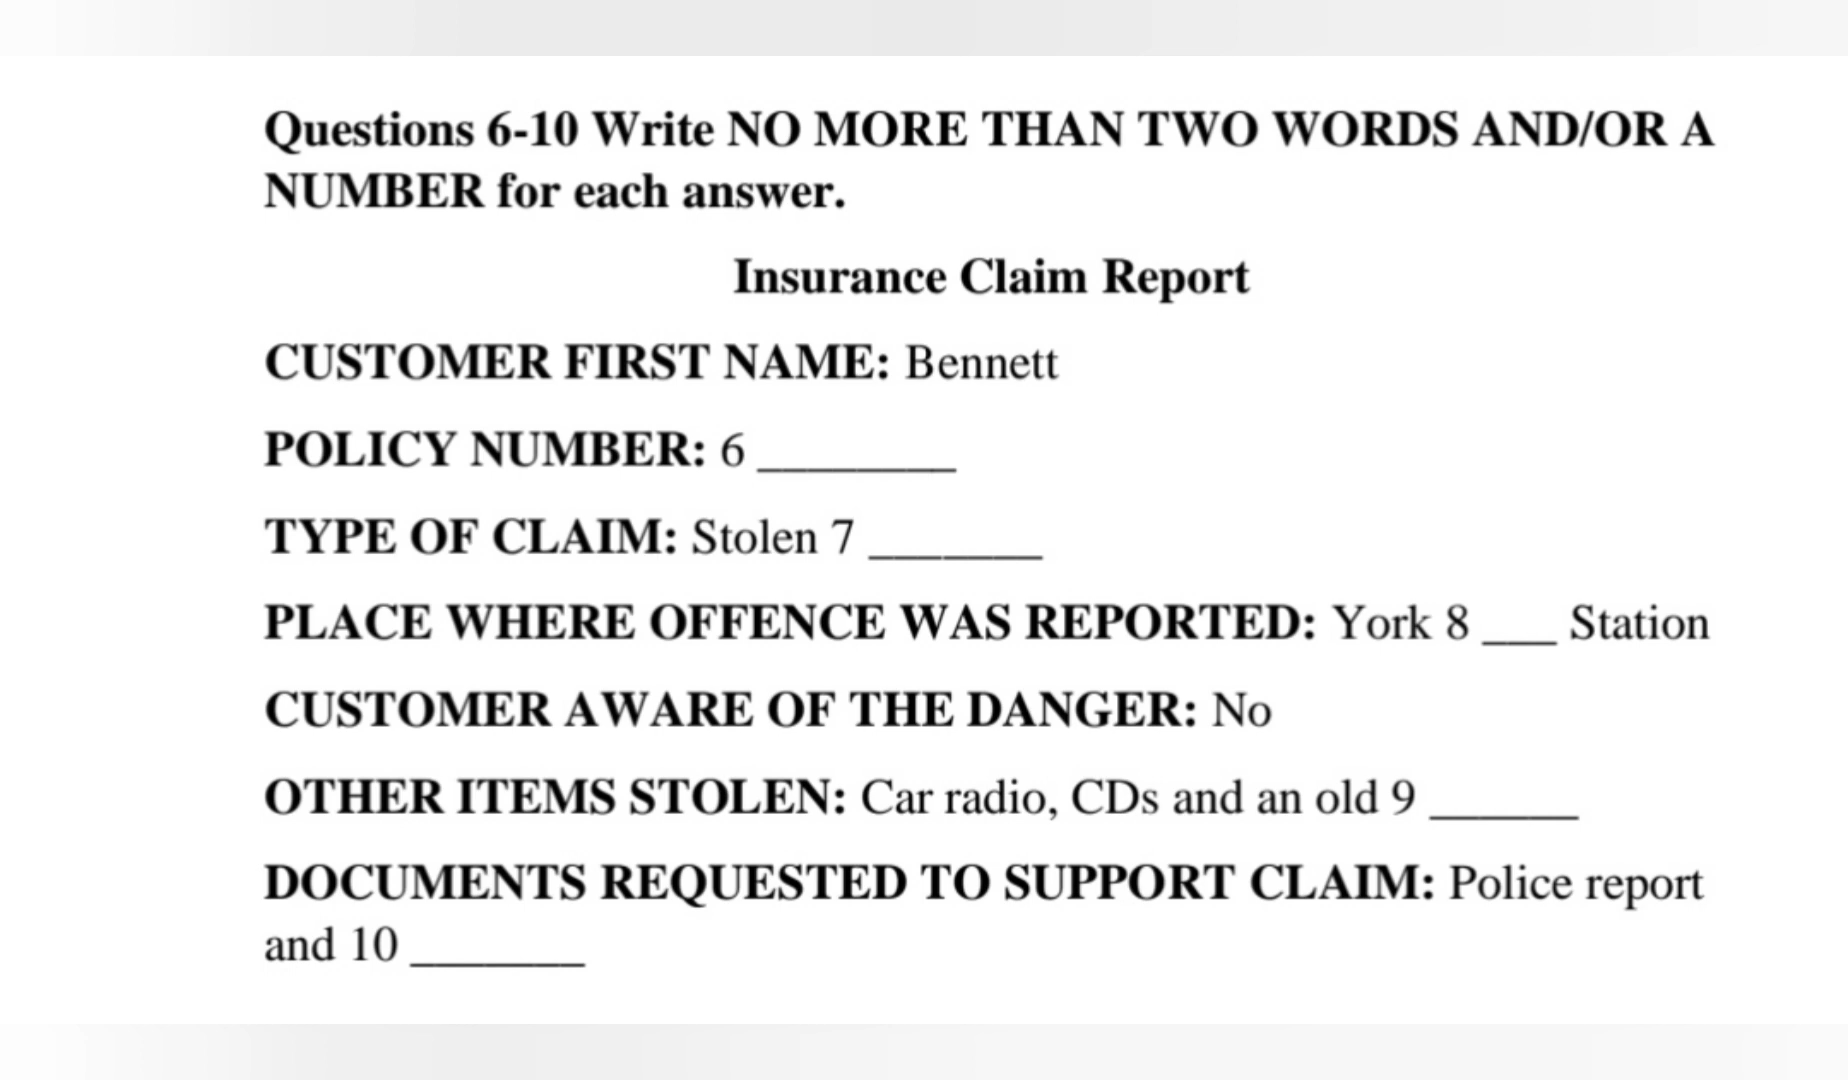 Questions 6-10 Write NO MORE THAN TWO WORDS AND/OR A
NUMBER for each answer.
Insurance Claim Report
CUSTOMER FIRST NAME: Bennett
POLICY NUMBER: 6 ________
TYPE OF CLAIM: Stolen 7 _______
PLACE WHERE OFFENCE WAS REPORTED: York 8 ___ Station
CUSTOMER AWARE OF THE DANGER: No
OTHER ITEMS STOLEN: Car radio, CDs and an old 9 ______
DOCUMENTS REQUESTED TO SUPPORT CLAIM: Police report
and 10 _______